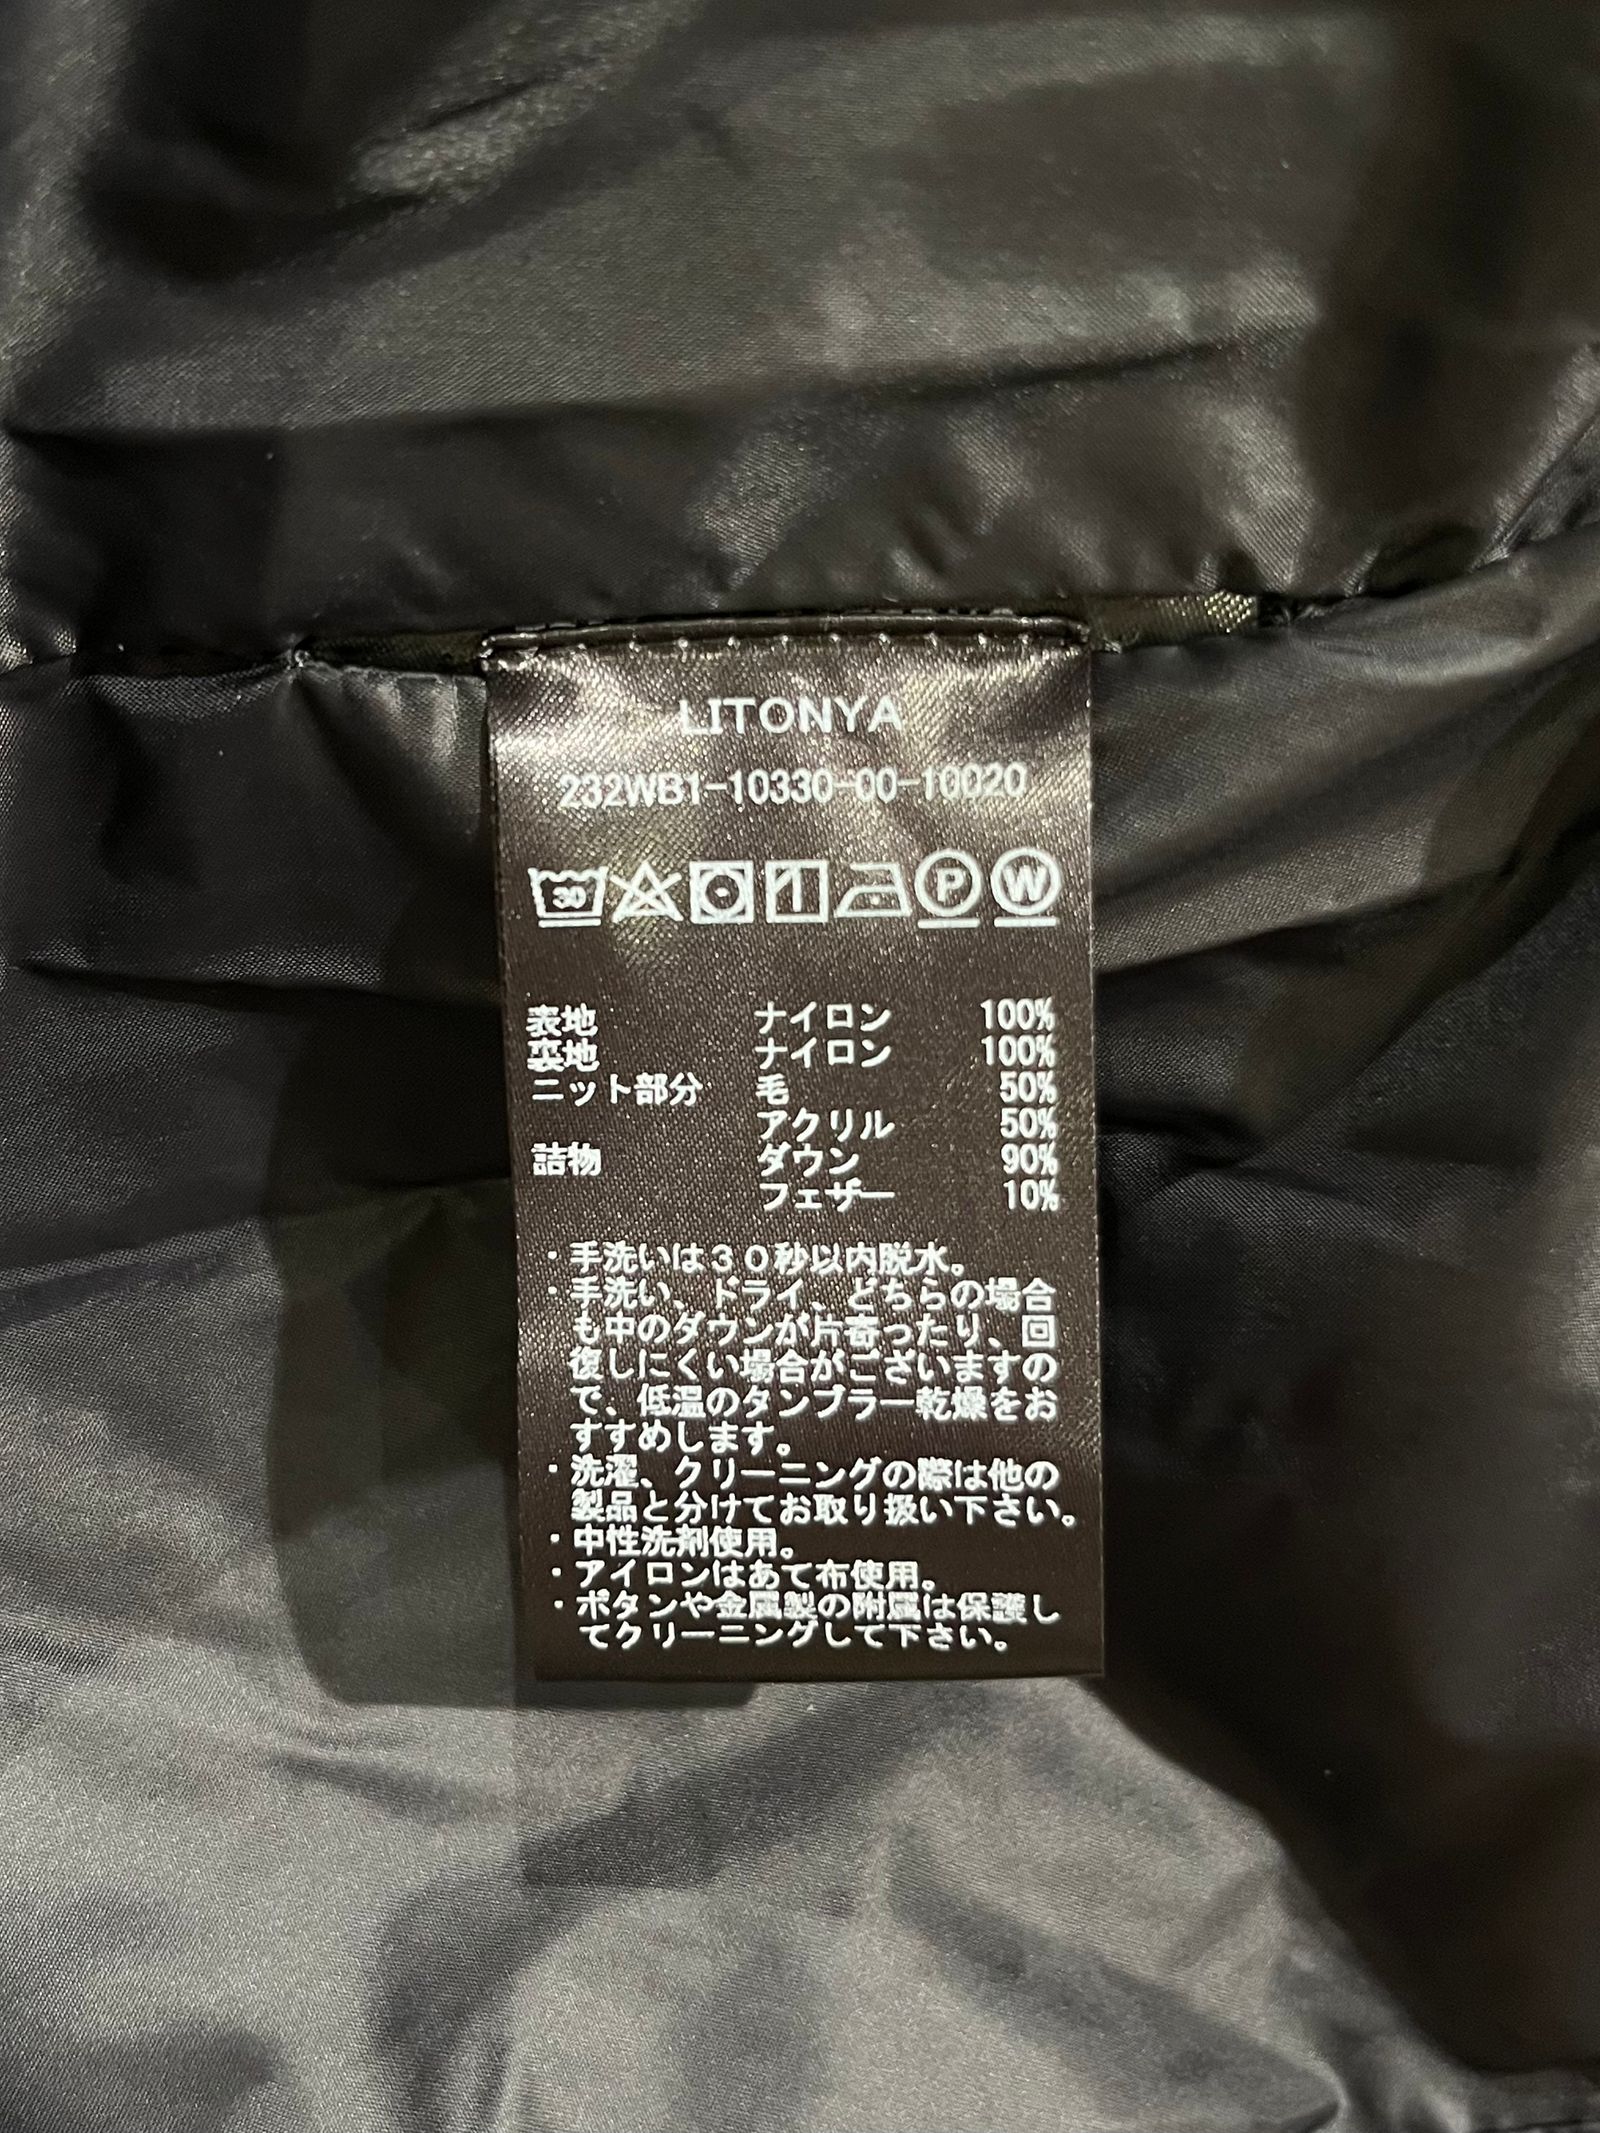 LITONYA
232WB1-10330-00-10020
30 P W
表地 ナイロン 100%
裏地 ナイロン 100%
ニット部分 毛 50%
アクリル 50%
詰物 ダウン 90%
フェザー 10%
・手洗いは30秒以内脱水。
・手洗い、ドライ、どちらの場合
も中のダウンが片寄ったり、回
復しにくい場合がございますの
で、低温のタンブラー乾燥をお
すすめします。
・洗濯、クリーニングの際は他の
製品と分けてお取り扱い下さい。
・中性洗剤使用。
・アイロンはあて布使用。
・ボタンや金属製の附属は保護し
てクリーニングして下さい。